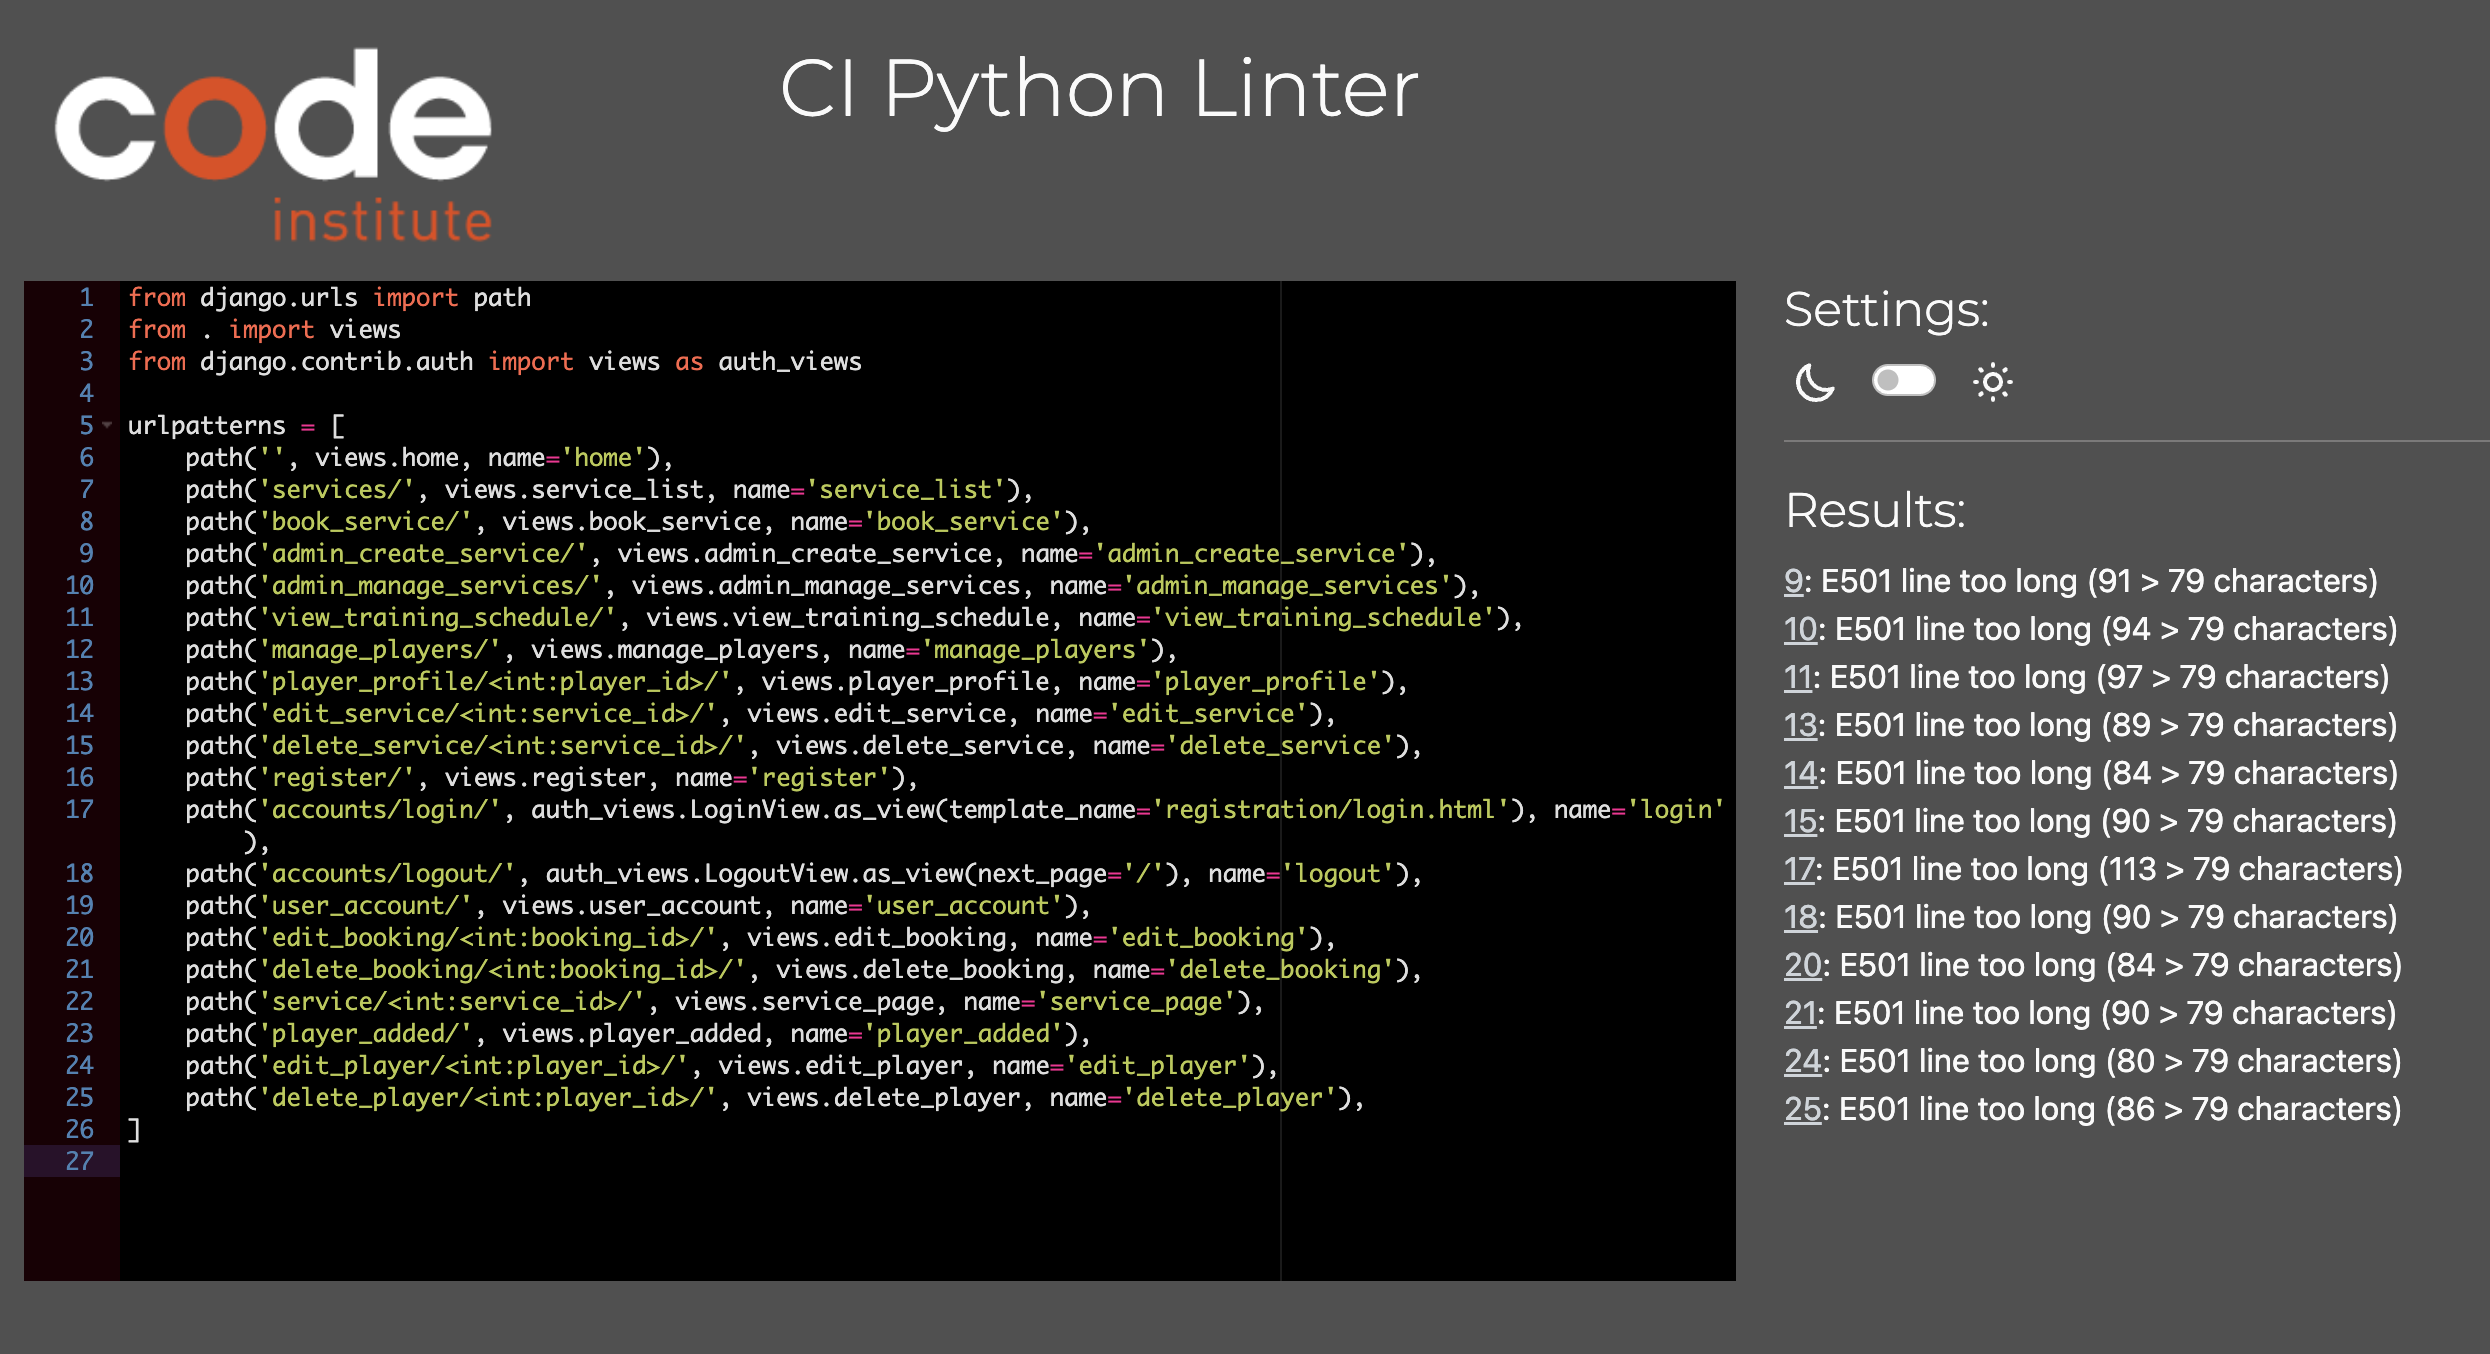 code
institute
CI Python Linter
1 from django.urls import path
2 from . import views
3 from django.contrib.auth import views as auth_views
4
5 urlpatterns = [
6     path('', views.home, name='home'),
7     path('services/', views.service_list, name='service_list'),
8     path('book_service/', views.book_service, name='book_service'),
9     path('admin_create_service/', views.admin_create_service, name='admin_create_service'),
10     path('admin_manage_services/', views.admin_manage_services, name='admin_manage_services'),
11     path('view_training_schedule/', views.view_training_schedule, name='view_training_schedule'),
12     path('manage_players/', views.manage_players, name='manage_players'),
13     path('player_profile/<int:player_id>/', views.player_profile, name='player_profile'),
14     path('edit_service/<int:service_id>/', views.edit_service, name='edit_service'),
15     path('delete_service/<int:service_id>/', views.delete_service, name='delete_service'),
16     path('register/', views.register, name='register'),
17     path('accounts/login/', auth_views.LoginView.as_view(template_name='registration/login.html'), name='login'
),
18     path('accounts/logout/', auth_views.LogoutView.as_view(next_page='/'), name='logout'),
19     path('user_account/', views.user_account, name='user_account'),
20     path('edit_booking/<int:booking_id>/', views.edit_booking, name='edit_booking'),
21     path('delete_booking/<int:booking_id>/', views.delete_booking, name='delete_booking'),
22     path('service/<int:service_id>/', views.service_page, name='service_page'),
23     path('player_added/', views.player_added, name='player_added'),
24     path('edit_player/<int:player_id>/', views.edit_player, name='edit_player'),
25     path('delete_player/<int:player_id>/', views.delete_player, name='delete_player'),
26 ]
27
Settings:
Results:
9: E501 line too long (91 > 79 characters)
10: E501 line too long (94 > 79 characters)
11: E501 line too long (97 > 79 characters)
13: E501 line too long (89 > 79 characters)
14: E501 line too long (84 > 79 characters)
15: E501 line too long (90 > 79 characters)
17: E501 line too long (113 > 79 characters)
18: E501 line too long (90 > 79 characters)
20: E501 line too long (84 > 79 characters)
21: E501 line too long (90 > 79 characters)
24: E501 line too long (80 > 79 characters)
25: E501 line too long (86 > 79 characters)